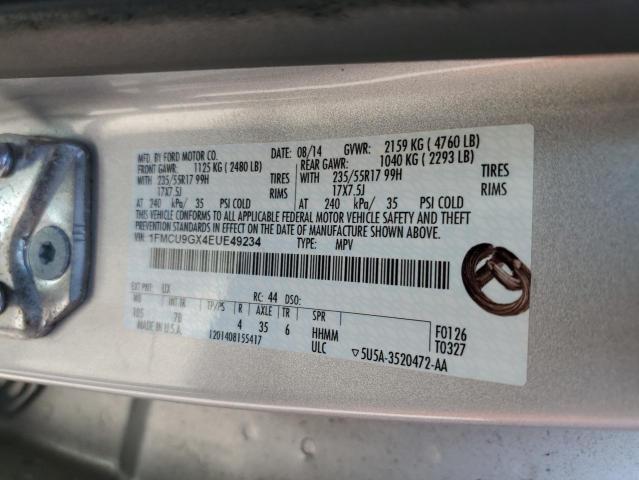 MFD. BY FORD MOTOR CO.
08/14 GVWR: 2159 KG ( 4760 LB)
FRONT GAWR: 1125 KG ( 2480 LB)
REAR GAWR: 1040 KG ( 2293 LB)
WITH 235/55R17 99H TIRES
WITH 235/55R17 99H TIRES
17X7.5J RIMS
17X7.5J RIMS
AT 240 kPa/ 35 PSI COLD
AT 240 kPa/ 35 PSI COLD
THIS VEHICLE CONFORMS TO ALL APPLICABLE FEDERAL MOTOR VEHICLE SAFETY AND THEFT
PREVENTION STANDARDS IN EFFECT ON THE DATE OF MANUFACTURE SHOWN ABOVE.
VIN: 1FMCU9GX4EUE49234 TYPE: MPV
EXT PNT: UX RC: 44 DSO:
WB INT TR TP/PS R AXLE TR SPR
105 7B 4 35 6 HHMM F0126
MADE IN U.S.A. ULC T0327
1201408155417
▽5U5A-3520472-AA